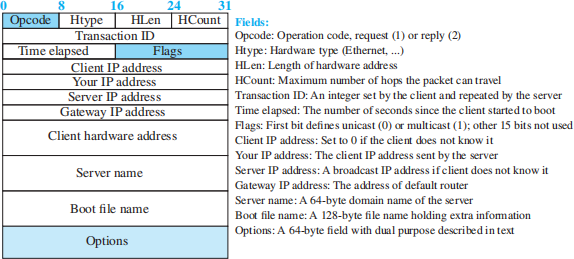 0 8 16 24 31
Opcode Htype HLen HCount
Transaction ID
Time elapsed Flags
Client IP address
Your IP address
Server IP address
Gateway IP address
Client hardware address
Server name
Boot file name
Options
Fields:
Opcode: Operation code, request (1) or reply (2)
Htype: Hardware type (Ethernet, ...)
HLen: Length of hardware address
HCount: Maximum number of hops the packet can travel
Transaction ID: An integer set by the client and repeated by the server
Time elapsed: The number of seconds since the client started to boot
Flags: First bit defines unicast (0) or multicast (1); other 15 bits not used
Client IP address: Set to 0 if the client does not know it
Your IP address: The client IP address sent by the server
Server IP address: A broadcast IP address if client does not know it
Gateway IP address: The address of default router
Server name: A 64-byte domain name of the server
Boot file name: A 128-byte file name holding extra information
Options: A 64-byte field with dual purpose described in text